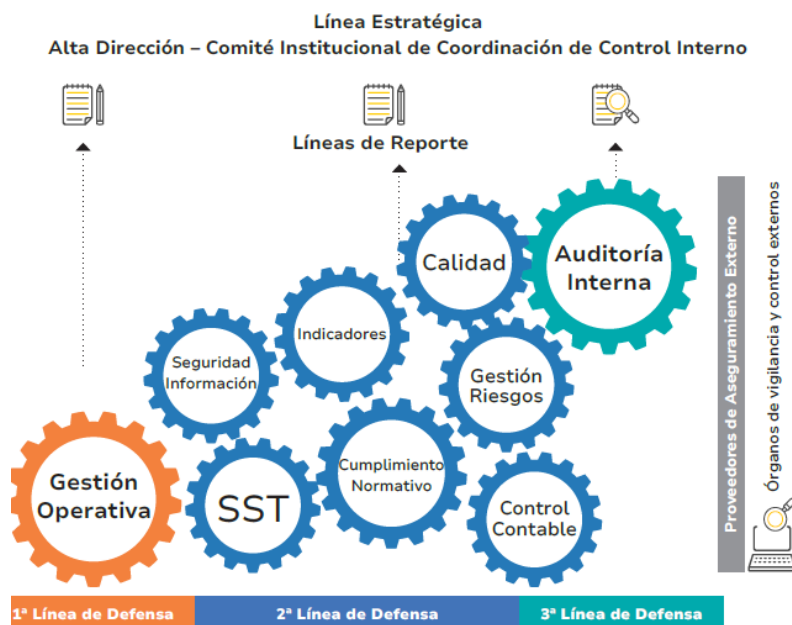 Línea Estratégica
Alta Dirección – Comité Institucional de Coordinación de Control Interno
Líneas de Reporte
Calidad
Auditoría
Interna
Indicadores
Seguridad
Información
Gestión
Riesgos
Gestión
Operativa
SST
Cumplimiento
Normativo
Control
Contable
Proveedores de Aseguramiento Externo
Órganos de vigilancia y control externos
1ª Línea de Defensa
2ª Línea de Defensa
3ª Línea de Defensa